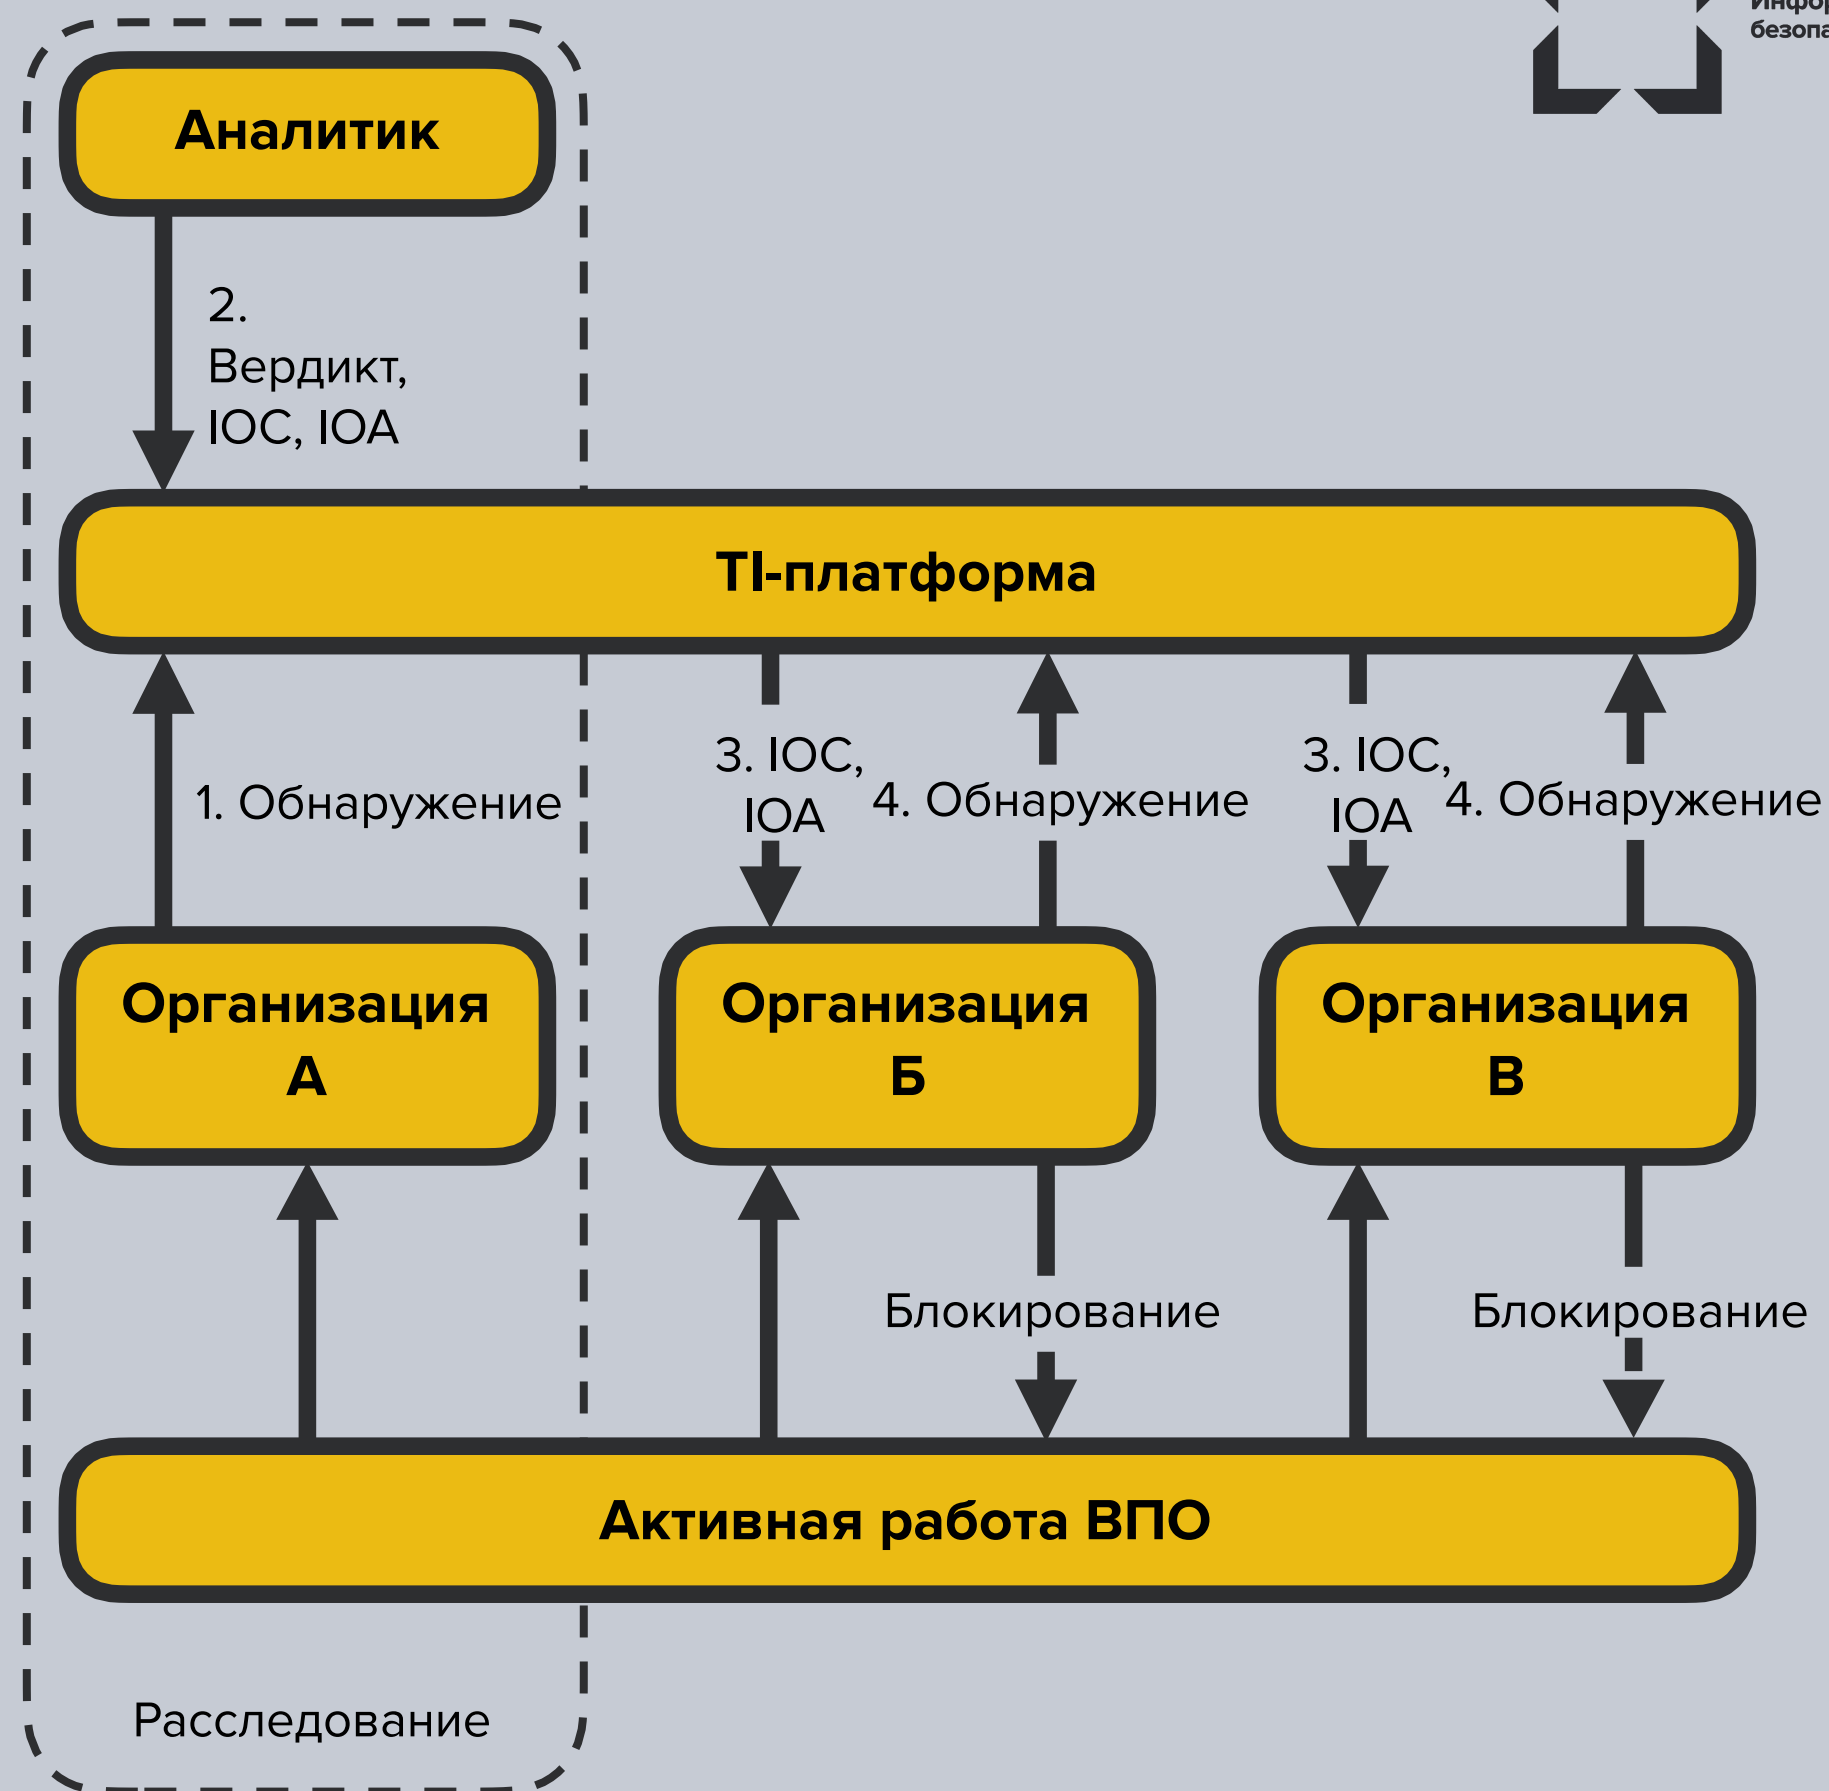 Аналитик
2.
Вердикт,
IOC, IOA
TI-платформа
1. Обнаружение
3. IOC,
IOA
4. Обнаружение
3. IOC,
IOA
4. Обнаружение
Организация
А
Организация
Б
Организация
В
Блокирование
Блокирование
Активная работа ВПО
Расследование